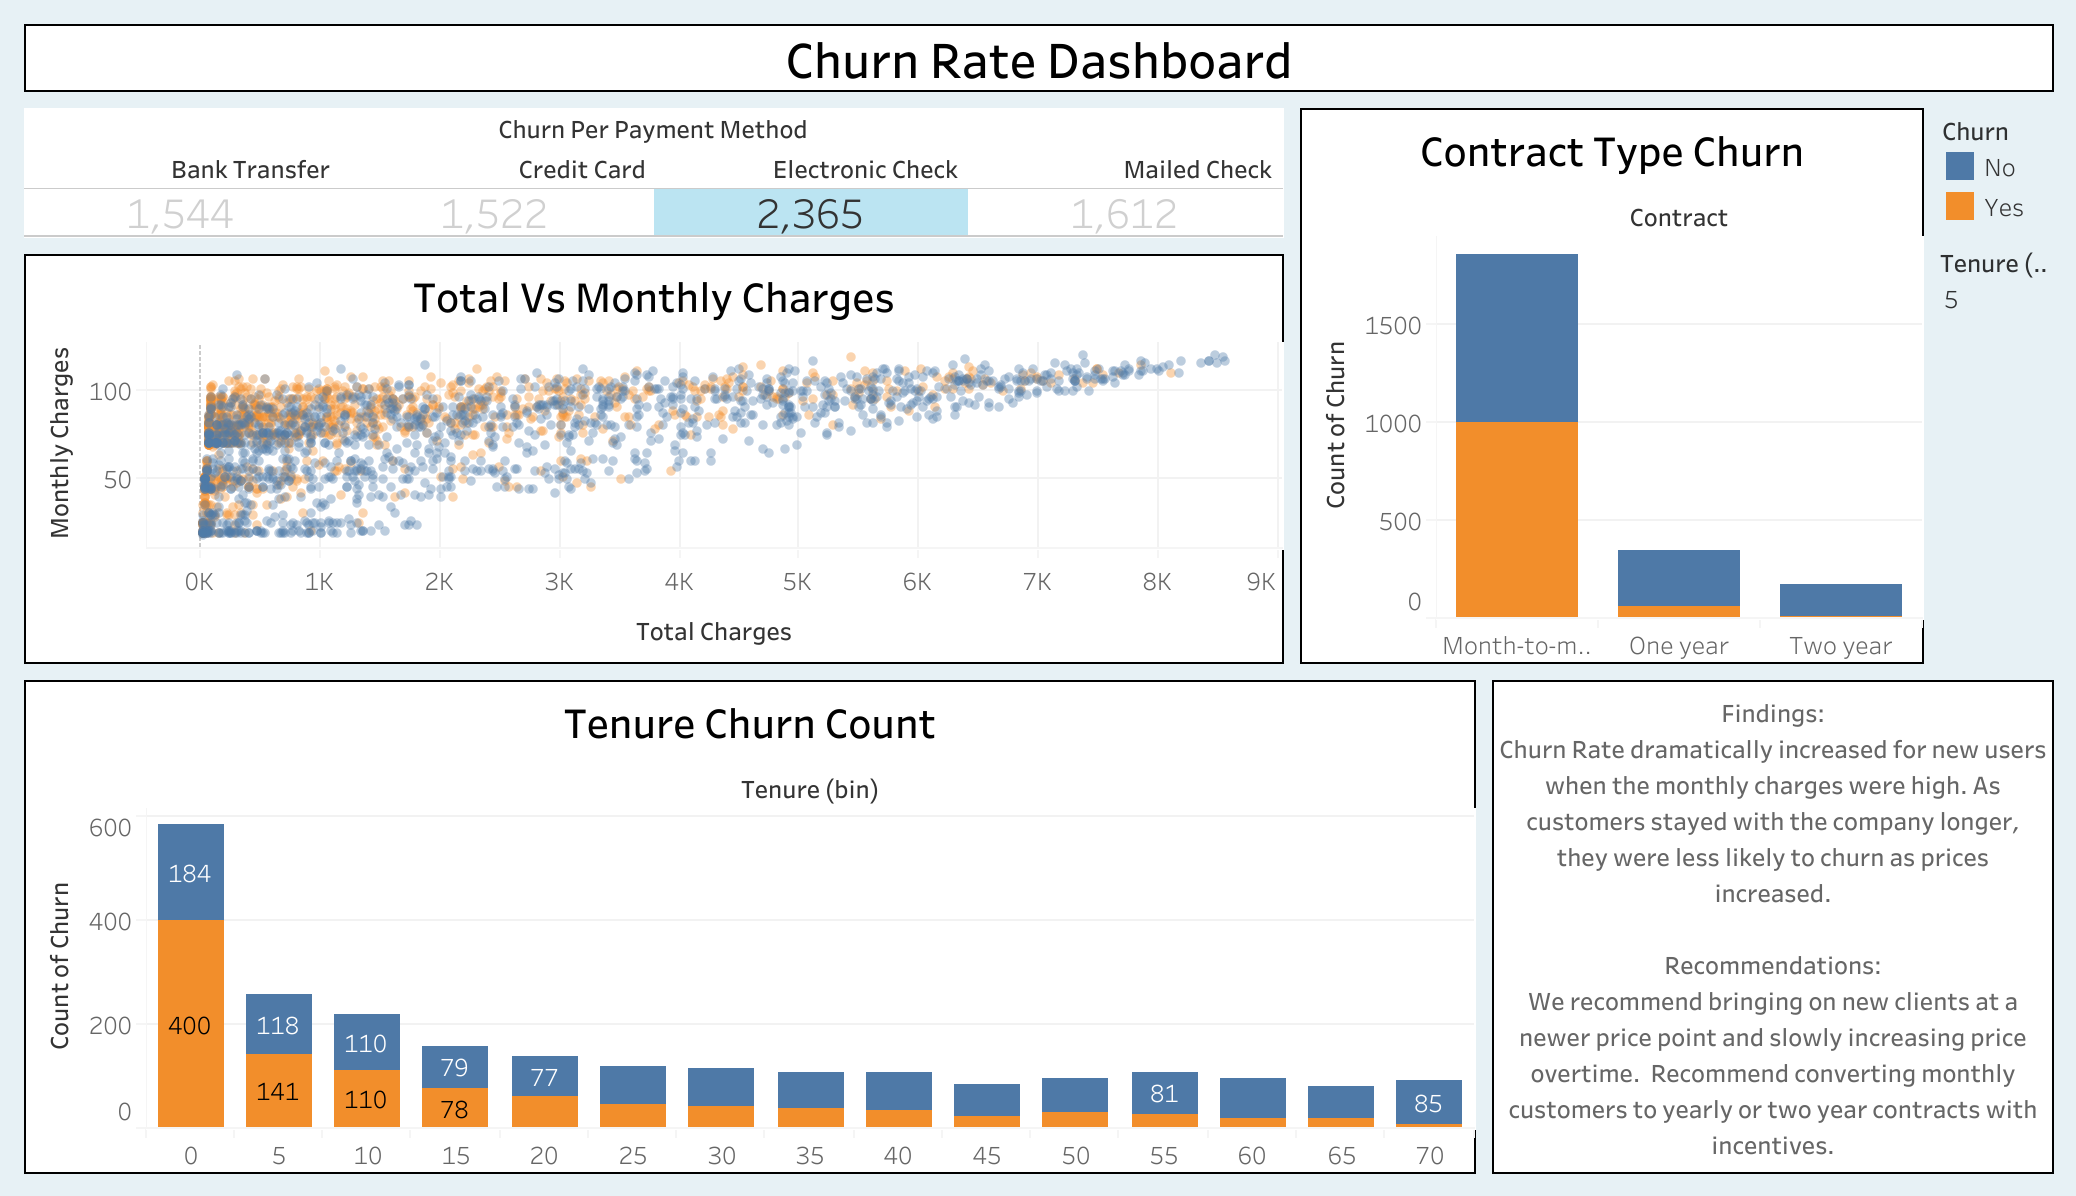 Churn Rate Dashboard
Churn Per Payment Method
Bank Transfer Credit Card Electronic Check Mailed Check
1,544 1,522 2,365 1,612
Total Vs Monthly Charges
Monthly Charges
100
50
0K 1K 2K 3K 4K 5K 6K 7K 8K 9K
Total Charges
Contract Type Churn
Contract
Count of Churn
1500
1000
500
0
Month-to-m.. One year Two year
Churn
No
Yes
Tenure (..
5
Tenure Churn Count
Tenure (bin)
Count of Churn
600
400
200
0
184
400
118
141
110
110
79
78
77
81
85
0 5 10 15 20 25 30 35 40 45 50 55 60 65 70
Findings:
Churn Rate dramatically increased for new users
when the monthly charges were high. As
customers stayed with the company longer,
they were less likely to churn as prices
increased.
Recommendations:
We recommend bringing on new clients at a
newer price point and slowly increasing price
overtime. Recommend converting monthly
customers to yearly or two year contracts with
incentives.